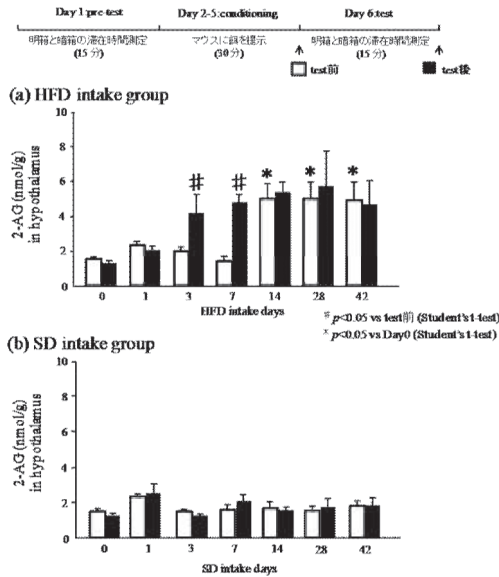 Day 1:pre-test
Day 2-5:conditioning
Day 6:test
明箱と暗箱の滞在時間測定
(15分)
マウスに餌を提示
(30分)
明箱と暗箱の滞在時間測定
(15分)
test前
test後
(a) HFD intake group
2-AG (nmol/g)
in hypothalamus
10
8
6
4
2
0
# # * * *
0 1 3 7 14 28 42
HFD intake days
# p<0.05 vs test前 (Student's t-test)
* p<0.05 vs Day0 (Student's t-test)
(b) SD intake group
2-AG (nmol/g)
in hypothalamus
10
8
6
4
2
0
0 1 3 7 14 28 42
SD intake days